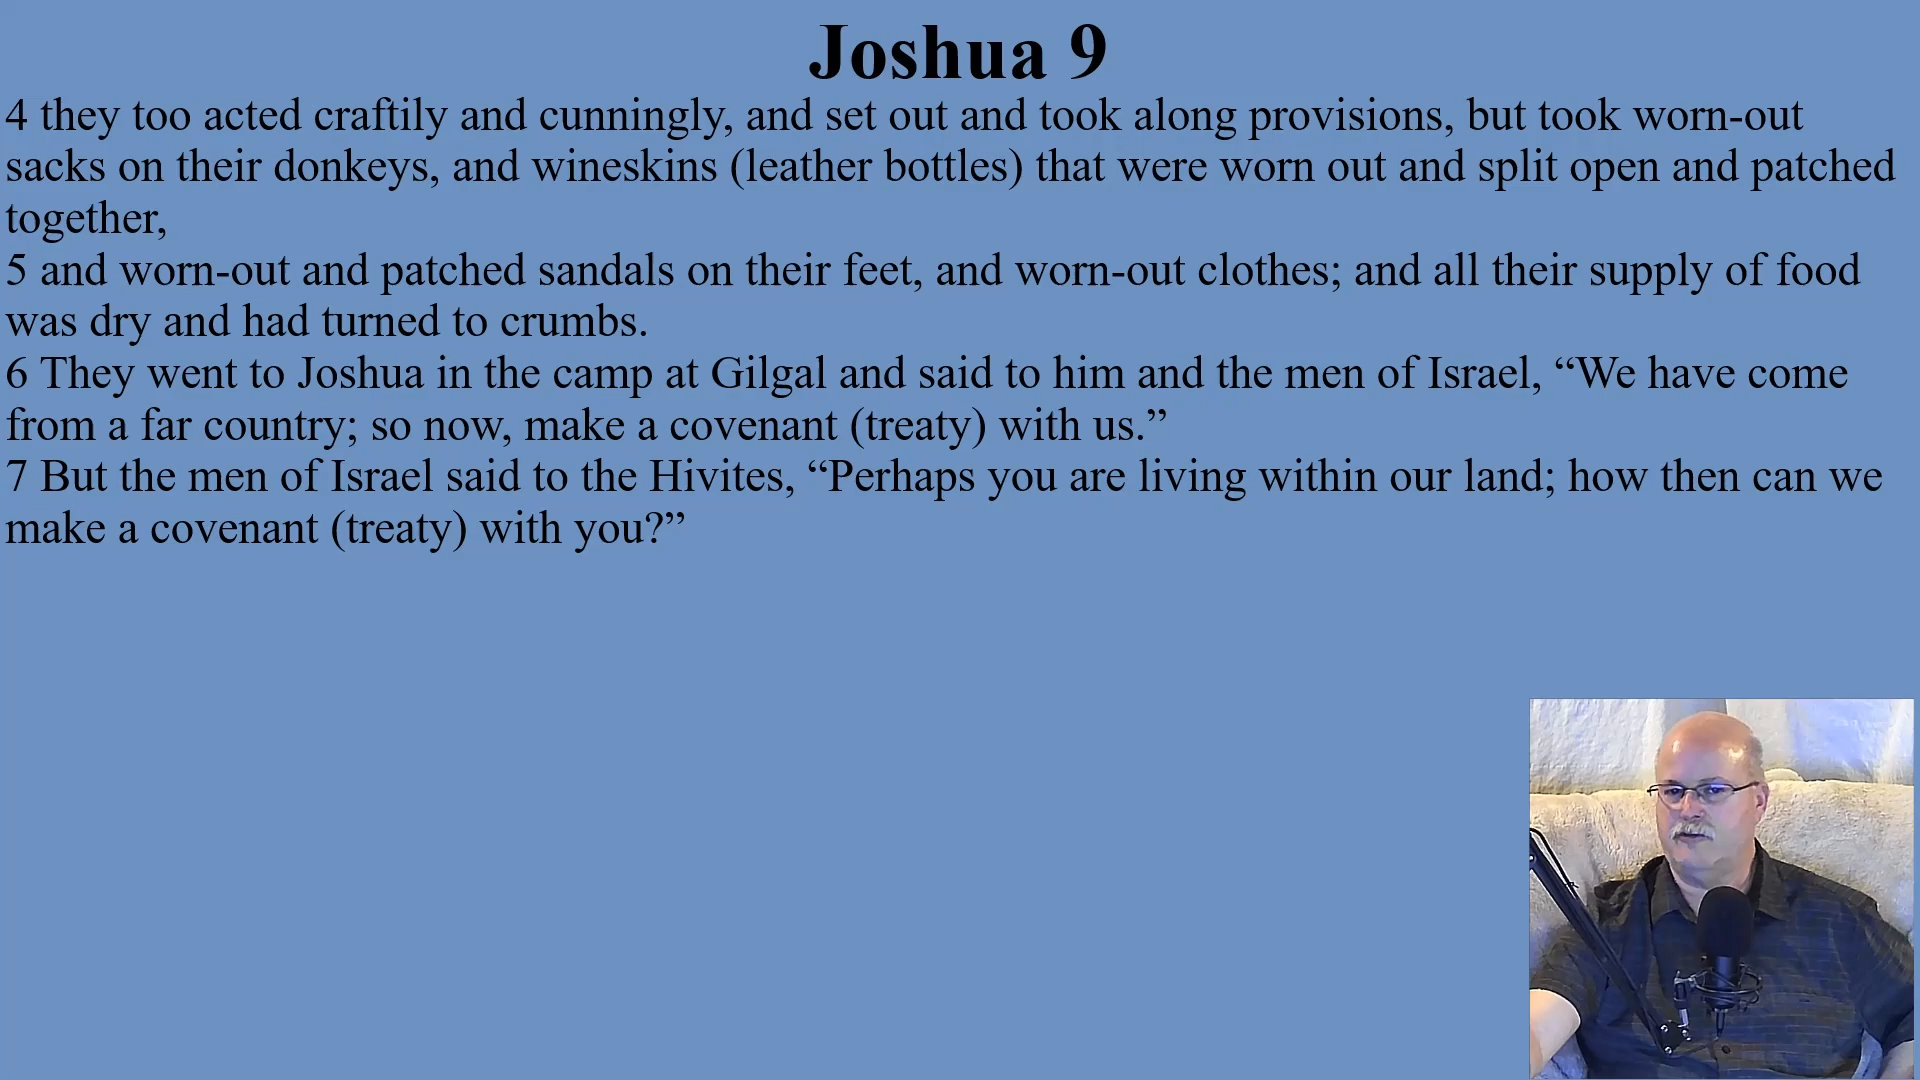 Joshua 9
4 they too acted craftily and cunningly, and set out and took along provisions, but took worn-out
sacks on their donkeys, and wineskins (leather bottles) that were worn out and split open and patched
together,
5 and worn-out and patched sandals on their feet, and worn-out clothes; and all their supply of food
was dry and had turned to crumbs.
6 They went to Joshua in the camp at Gilgal and said to him and the men of Israel, “We have come
from a far country; so now, make a covenant (treaty) with us.”
7 But the men of Israel said to the Hivites, “Perhaps you are living within our land; how then can we
make a covenant (treaty) with you?”